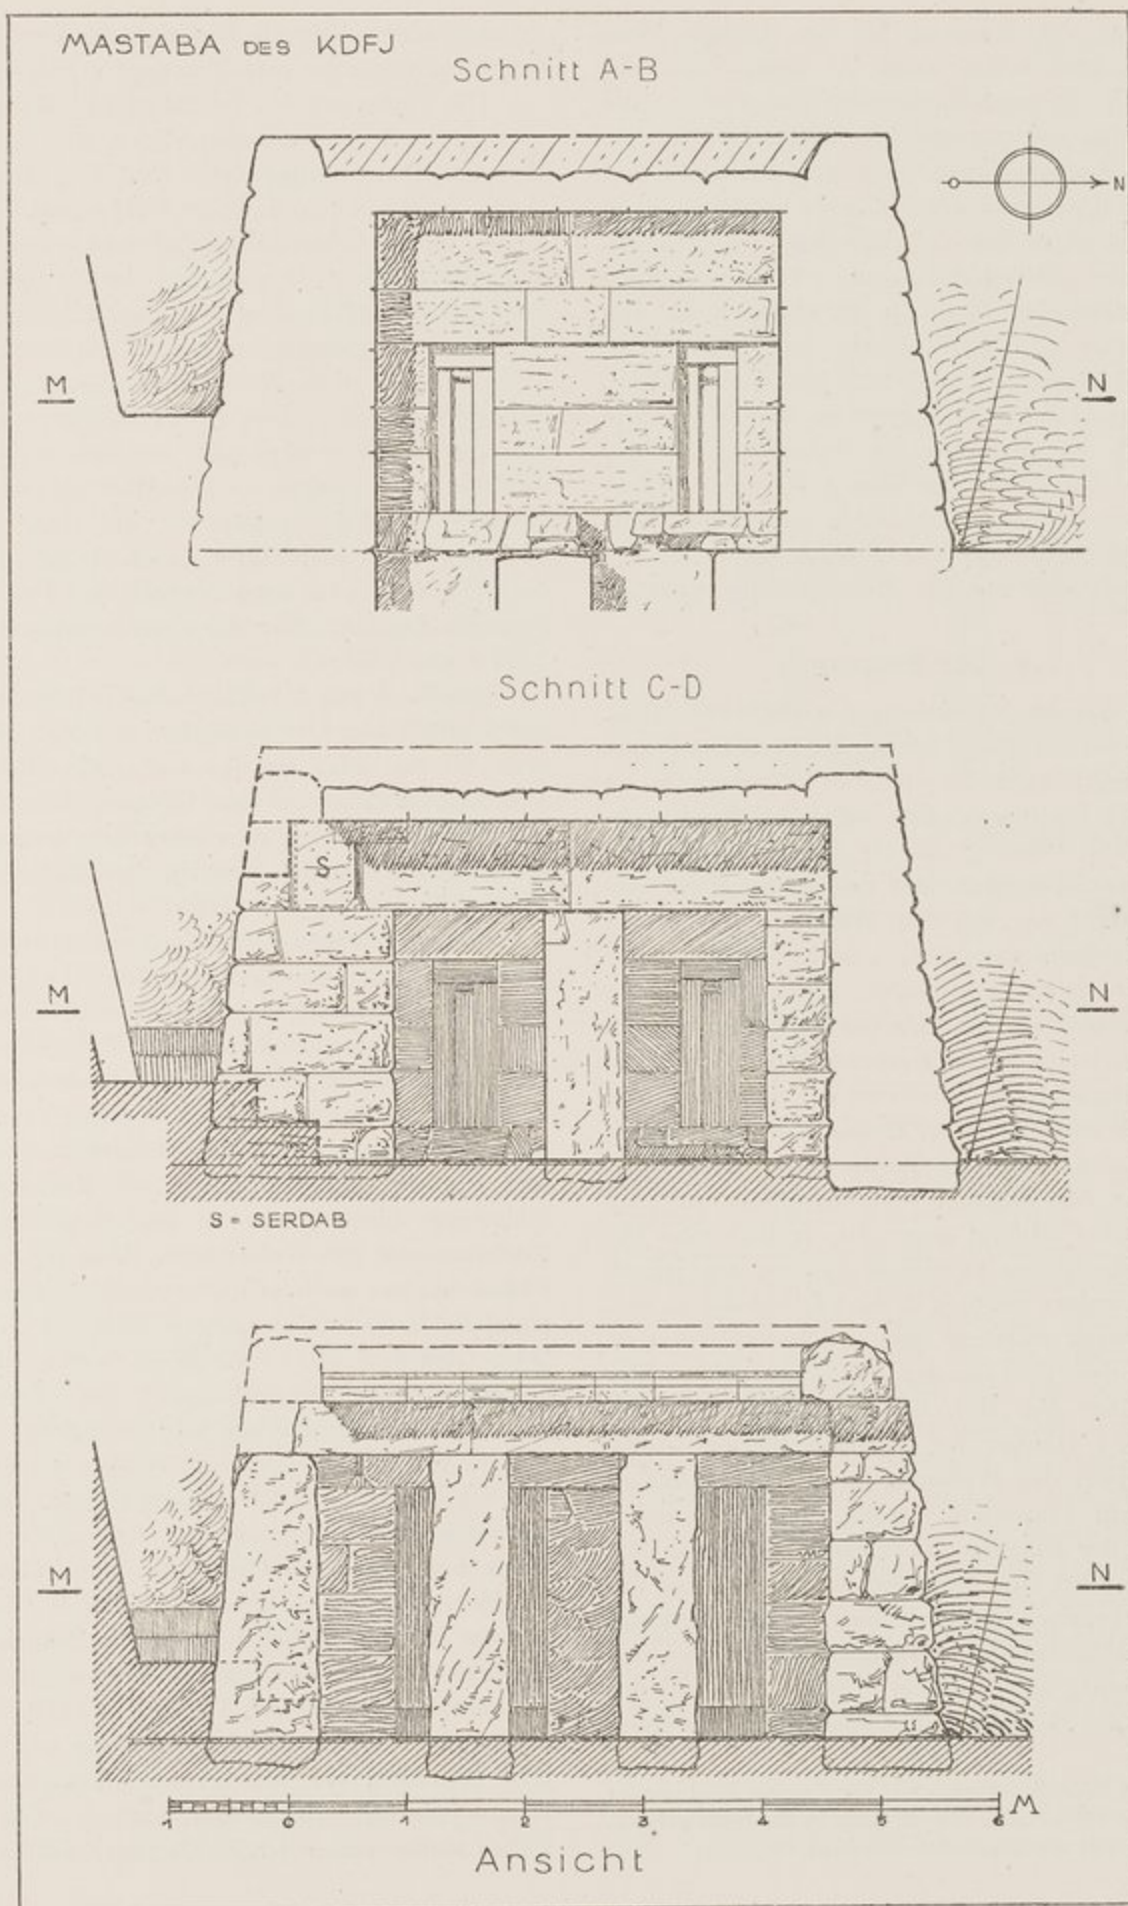 MASTABA DES KDFJ
Schnitt A-B
N
M
N
Schnitt C-D
S
M
N
S = SERDAB
M
N
1 0 1 2 3 4 5 6 M
Ansicht